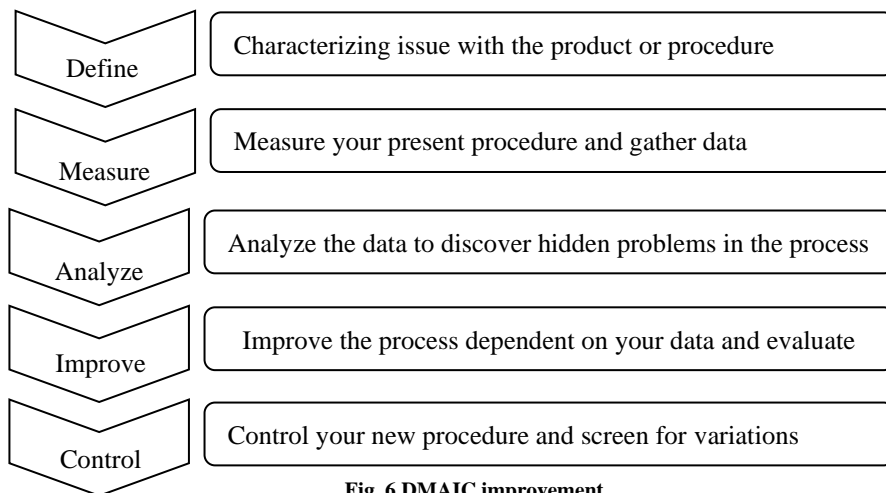 Define
Characterizing issue with the product or procedure
Measure
Measure your present procedure and gather data
Analyze
Analyze the data to discover hidden problems in the process
Improve
Improve the process dependent on your data and evaluate
Control
Control your new procedure and screen for variations
Fig. 6 DMAIC improvement